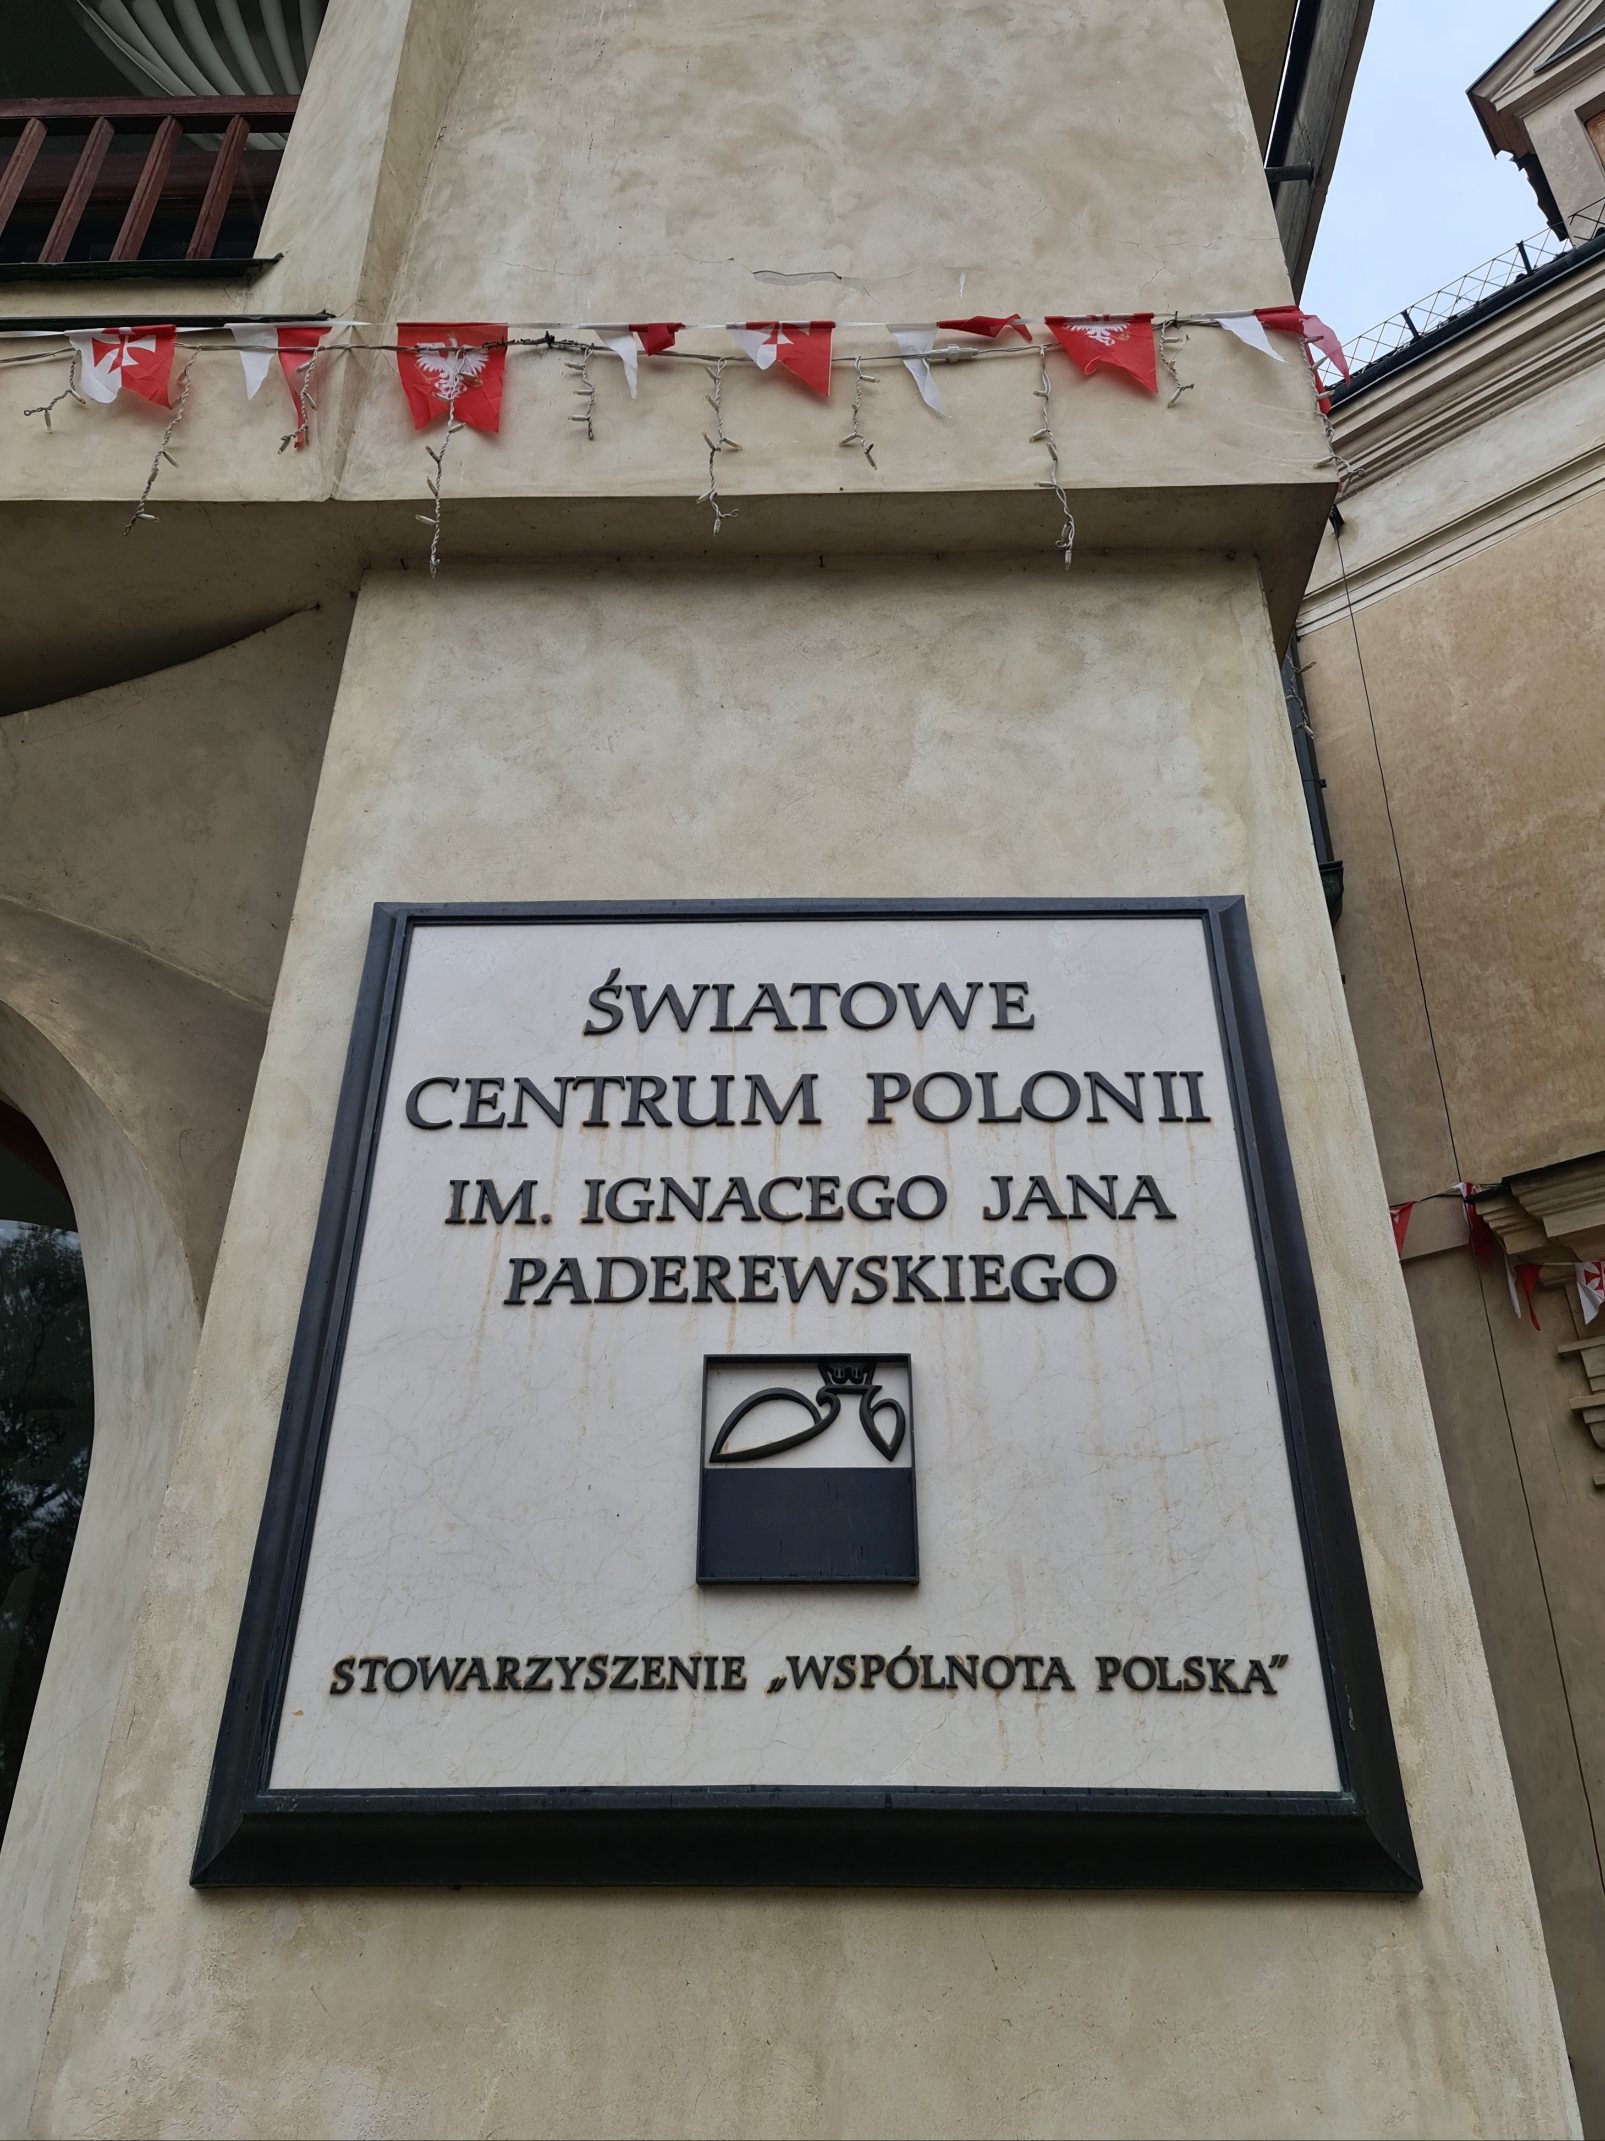 ŚWIATOWE
CENTRUM POLONII
IM. IGNACEGO JANA
PADEREWSKIEGO
STOWARZYSZENIE „WSPÓLNOTA POLSKA”